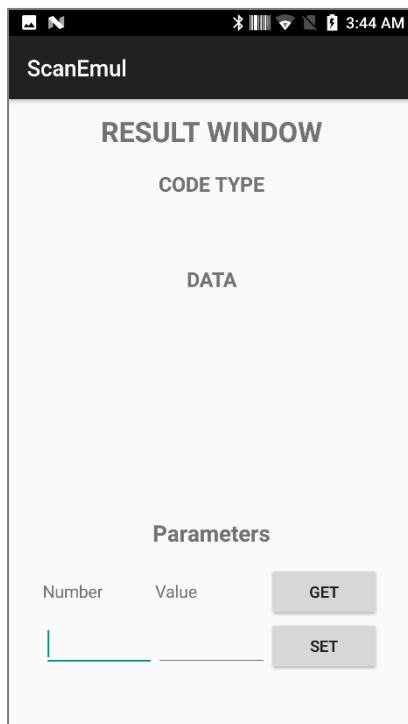 3:44 AM
ScanEmul
RESULT WINDOW
CODE TYPE
DATA
Parameters
Number Value GET
SET